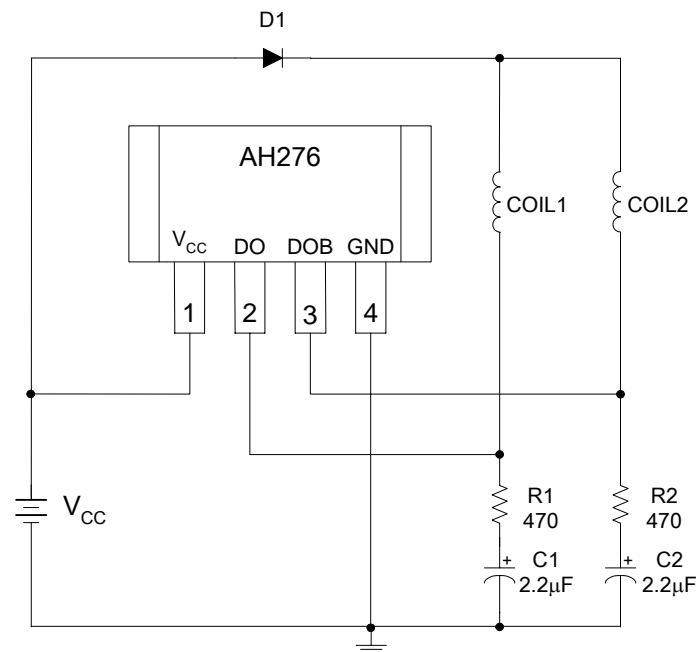 D1
AH276
VCC DO DOB GND
1 2 3 4
COIL1 COIL2
VCC
R1
470
R2
470
+ C1
2.2μF
+ C2
2.2μF